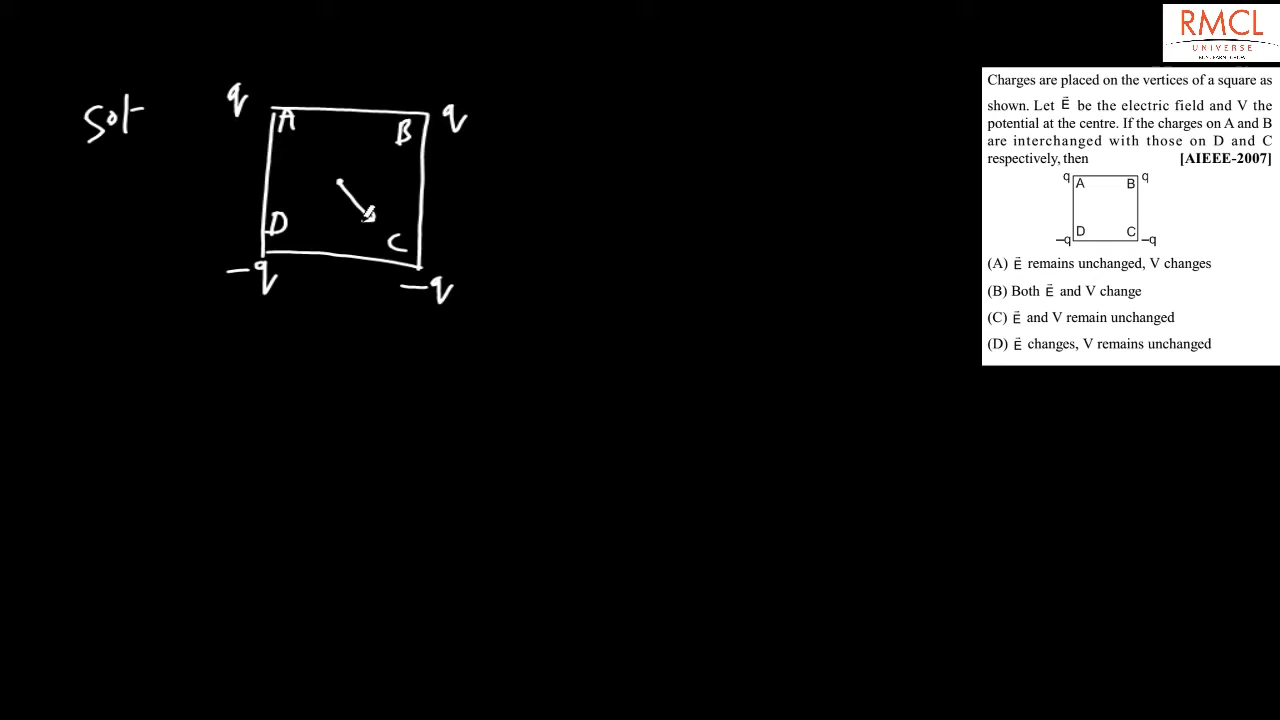 RMCL
UNIVERSE
Charges are placed on the vertices of a square as
shown. Let E⃗ be the electric field and V the
potential at the centre. If the charges on A and B
are interchanged with those on D and C
respectively, then [AIEEE-2007]
q A B q
-q D C -q
(A) E⃗ remains unchanged, V changes
(B) Both E⃗ and V change
(C) E⃗ and V remain unchanged
(D) E⃗ changes, V remains unchanged
Sol
q A B q
D C
-q -q